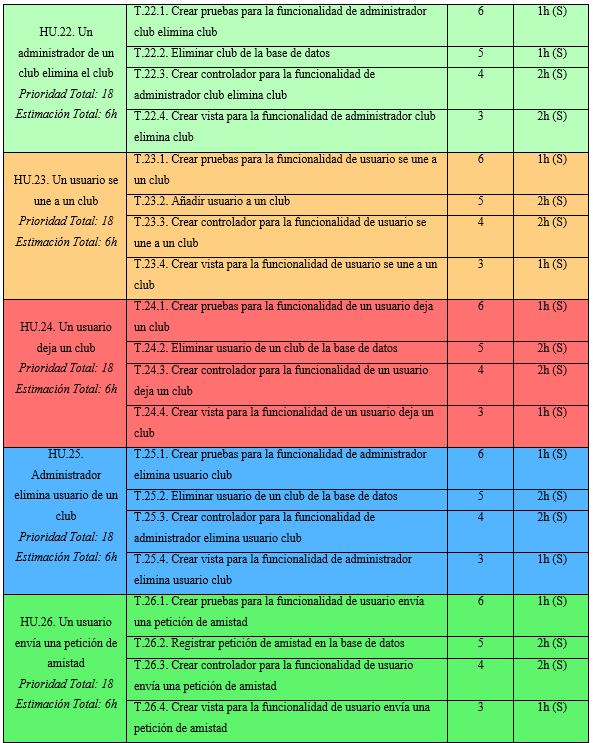 HU.22. Un
administrador de un
club elimina el club
Prioridad Total: 18
Estimación Total: 6h
T.22.1. Crear pruebas para la funcionalidad de administrador
club elimina club
6
1h (S)
T.22.2. Eliminar club de la base de datos
5
1h (S)
T.22.3. Crear controlador para la funcionalidad de
administrador club elimina club
4
2h (S)
T.22.4. Crear vista para la funcionalidad de administrador club
elimina club
3
2h (S)
HU.23. Un usuario se
une a un club
Prioridad Total: 18
Estimación Total: 6h
T.23.1. Crear pruebas para la funcionalidad de usuario se une a
un club
6
1h (S)
T.23.2. Añadir usuario a un club
5
2h (S)
T.23.3. Crear controlador para la funcionalidad de usuario se
une a un club
4
2h (S)
T.23.4. Crear vista para la funcionalidad de usuario se une a un
club
3
1h (S)
HU.24. Un usuario
deja un club
Prioridad Total: 18
Estimación Total: 6h
T.24.1. Crear pruebas para la funcionalidad de un usuario deja
un club
6
1h (S)
T.24.2. Eliminar usuario de un club de la base de datos
5
2h (S)
T.24.3. Crear controlador para la funcionalidad de un usuario
deja un club
4
2h (S)
T.24.4. Crear vista para la funcionalidad de un usuario deja un
club
3
1h (S)
HU.25.
Administrador
elimina usuario de un
club
Prioridad Total: 18
Estimación Total: 6h
T.25.1. Crear pruebas para la funcionalidad de administrador
elimina usuario club
6
1h (S)
T.25.2. Eliminar usuario de un club de la base de datos
5
2h (S)
T.25.3. Crear controlador para la funcionalidad de
administrador elimina usuario club
4
2h (S)
T.25.4. Crear vista para la funcionalidad de administrador
elimina usuario club
3
1h (S)
HU.26. Un usuario
envía una petición de
amistad
Prioridad Total: 18
Estimación Total: 6h
T.26.1. Crear pruebas para la funcionalidad de usuario envía
una petición de amistad
6
1h (S)
T.26.2. Registrar petición de amistad en la base de datos
5
2h (S)
T.26.3. Crear controlador para la funcionalidad de usuario
envía una petición de amistad
4
2h (S)
T.26.4. Crear vista para la funcionalidad de usuario envía una
petición de amistad
3
1h (S)